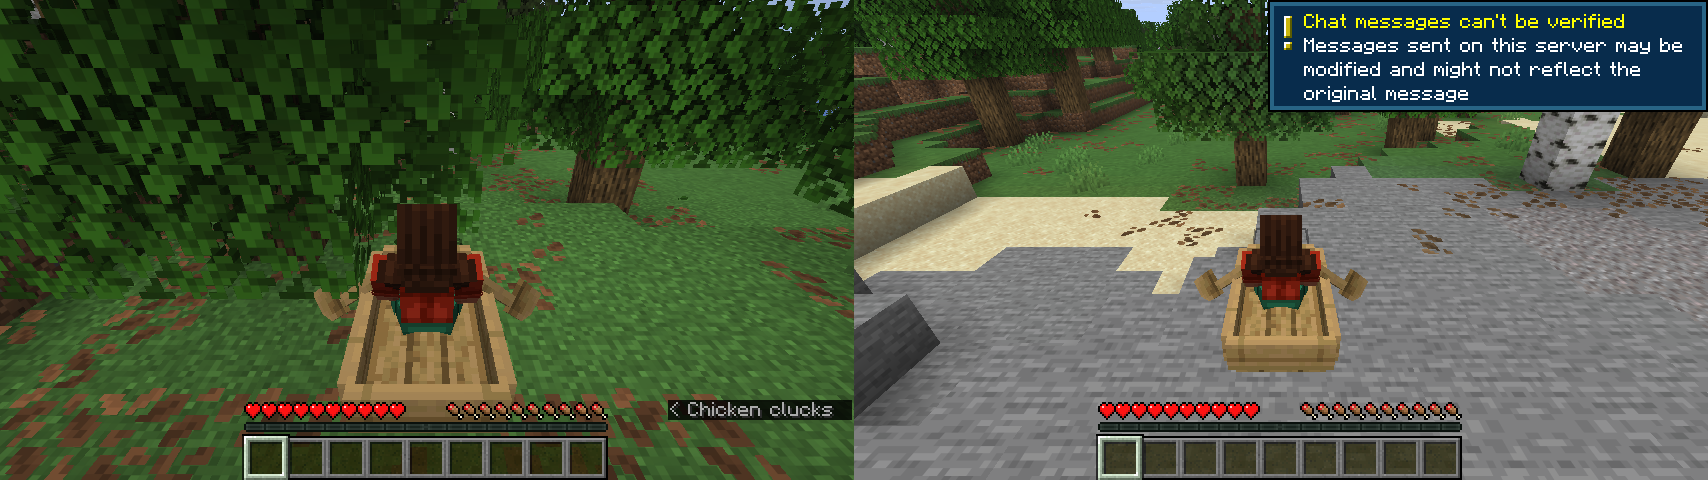 < Chicken clucks
Chat messages can't be verified
Messages sent on this server may be
modified and might not reflect the
original message